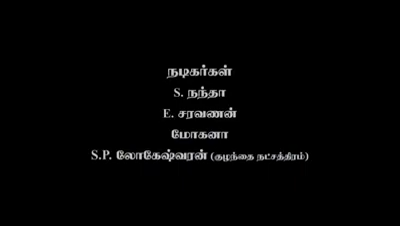 நடிகர்கள்
S. நந்தா
E. சரவணன்
மோகனா
S.P. லோகேஷ்வரன் (குழந்தை நட்சத்திரம்)